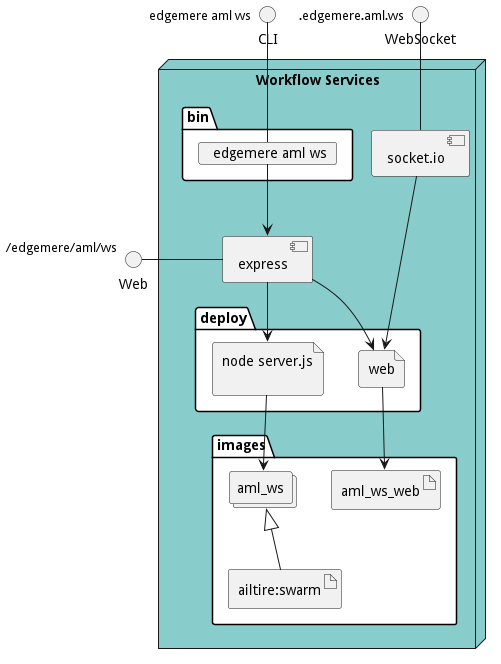 edgemere aml ws
.edgemere.aml.ws
CLI
WebSocket
Workflow Services
bin
edgemere aml ws
socket.io
/edgemere/aml/ws
Web
express
deploy
node server.js
web
images
aml_ws
aml_ws_web
ailtire:swarm